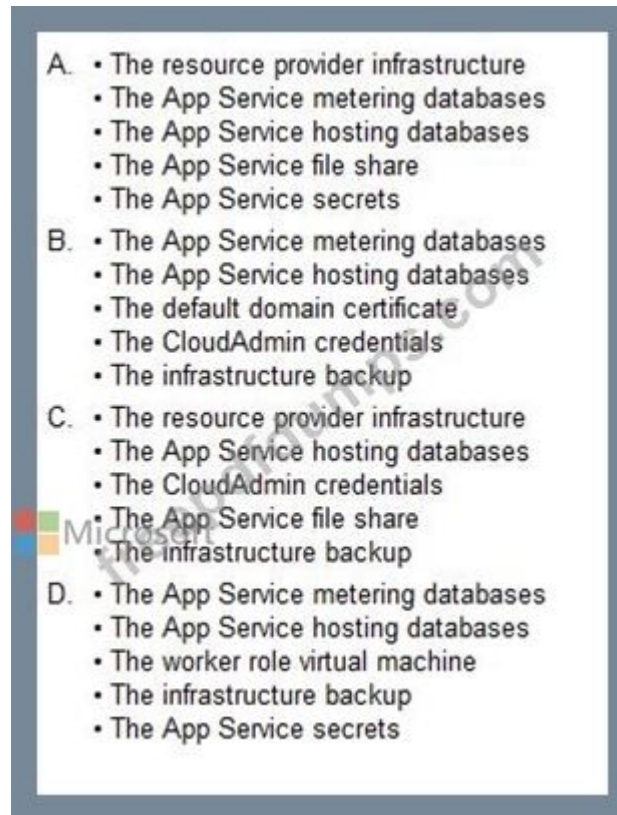 A. • The resource provider infrastructure
• The App Service metering databases
• The App Service hosting databases
• The App Service file share
• The App Service secrets
B. • The App Service metering databases
• The App Service hosting databases
• The default domain certificate
• The CloudAdmin credentials
• The infrastructure backup
C. • The resource provider infrastructure
• The App Service hosting databases
• The CloudAdmin credentials
• The App Service file share
• The infrastructure backup
D. • The App Service metering databases
• The App Service hosting databases
• The worker role virtual machine
• The infrastructure backup
• The App Service secrets
Microsoft